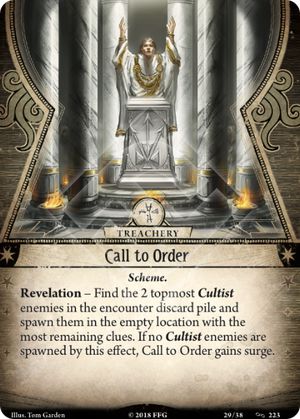 TREACHERY
Call to Order
Scheme.
Revelation – Find the 2 topmost Cultist
enemies in the encounter discard pile and
spawn them in the empty location with the
most remaining clues. If no Cultist enemies are
spawned by this effect, Call to Order gains surge.
Illus. Tom Garden
© 2018 FFG
29/38
223